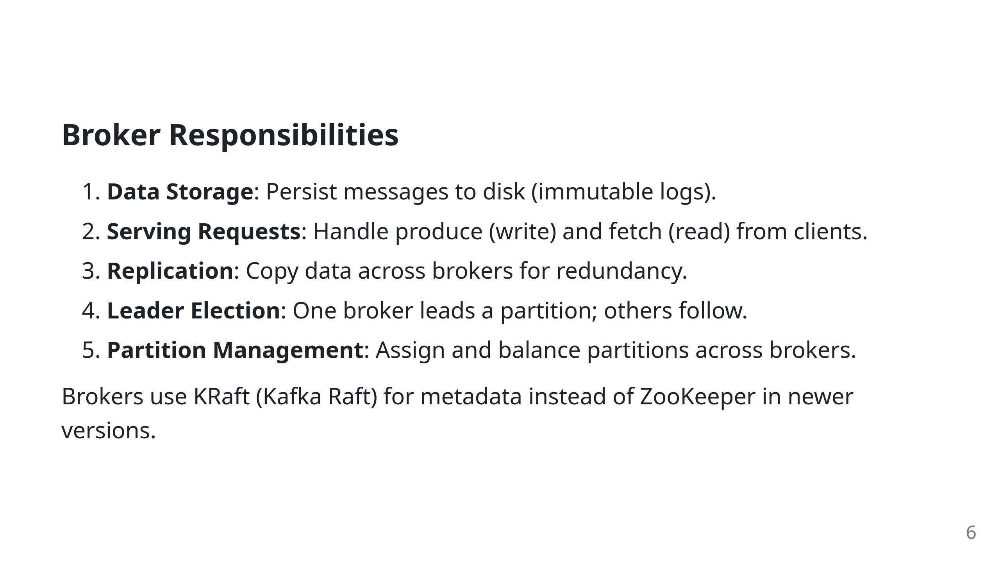 Broker Responsibilities
1. Data Storage: Persist messages to disk (immutable logs).
2. Serving Requests: Handle produce (write) and fetch (read) from clients.
3. Replication: Copy data across brokers for redundancy.
4. Leader Election: One broker leads a partition; others follow.
5. Partition Management: Assign and balance partitions across brokers.
Brokers use KRaft (Kafka Raft) for metadata instead of ZooKeeper in newer
versions.
6